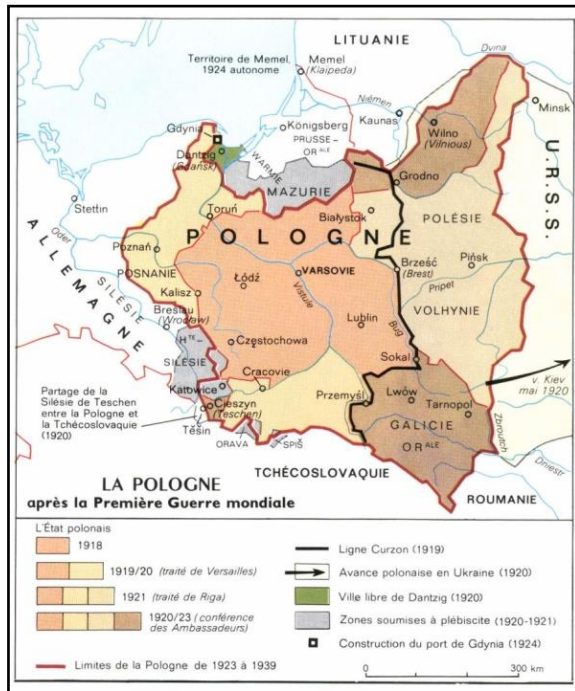 LITUANIE
Territoire de Memel,
1924 autonome
Memel
(Klaipeda)
Dvina
Niémen
Kaunas
Minsk
Wilno
(Vilnious)
U.R.S.S.
Gdynia
Dantzig
(Gdańsk)
Königsberg
PRUSSE-
ORALE
WARMIE
MAZURIE
Grodno
Stettin
Toruń
Białystok
POLÉSIE
ALLEMAGNE
Oder
POLOGNE
Poznań
POSNANIE
VARSOVIE
Brześć
(Brest)
Pińsk
Pripet
SILÉSIE
Łódź
Kalisz
Vistule
VOLHYNIE
Breslau
(Wrocław)
Lublin
Bug
HTE-
SILÉSIE
Częstochowa
Sokal
Katowice
Cracovie
v. Kiev
mai 1920
Partage de la
Silésie de Teschen
entre la Pologne et
la Tchécoslovaquie
(1920)
Cieszyn
(Teschen)
Těšin
Przemyśl
Lwów
Tarnopol
GALICIE
ORALE
Zbroutch
ORAVA
SPIŠ
Dniestr
TCHÉCOSLOVAQUIE
ROUMANIE
LA POLOGNE
après la Première Guerre mondiale
L'État polonais
1918
1919/20 (traité de Versailles)
1921 (traité de Riga)
1920/23 (conférence
des Ambassadeurs)
Limites de la Pologne de 1923 à 1939
Ligne Curzon (1919)
Avance polonaise en Ukraine (1920)
Ville libre de Dantzig (1920)
Zones soumises à plébiscite (1920-1921)
Construction du port de Gdynia (1924)
0 300 km